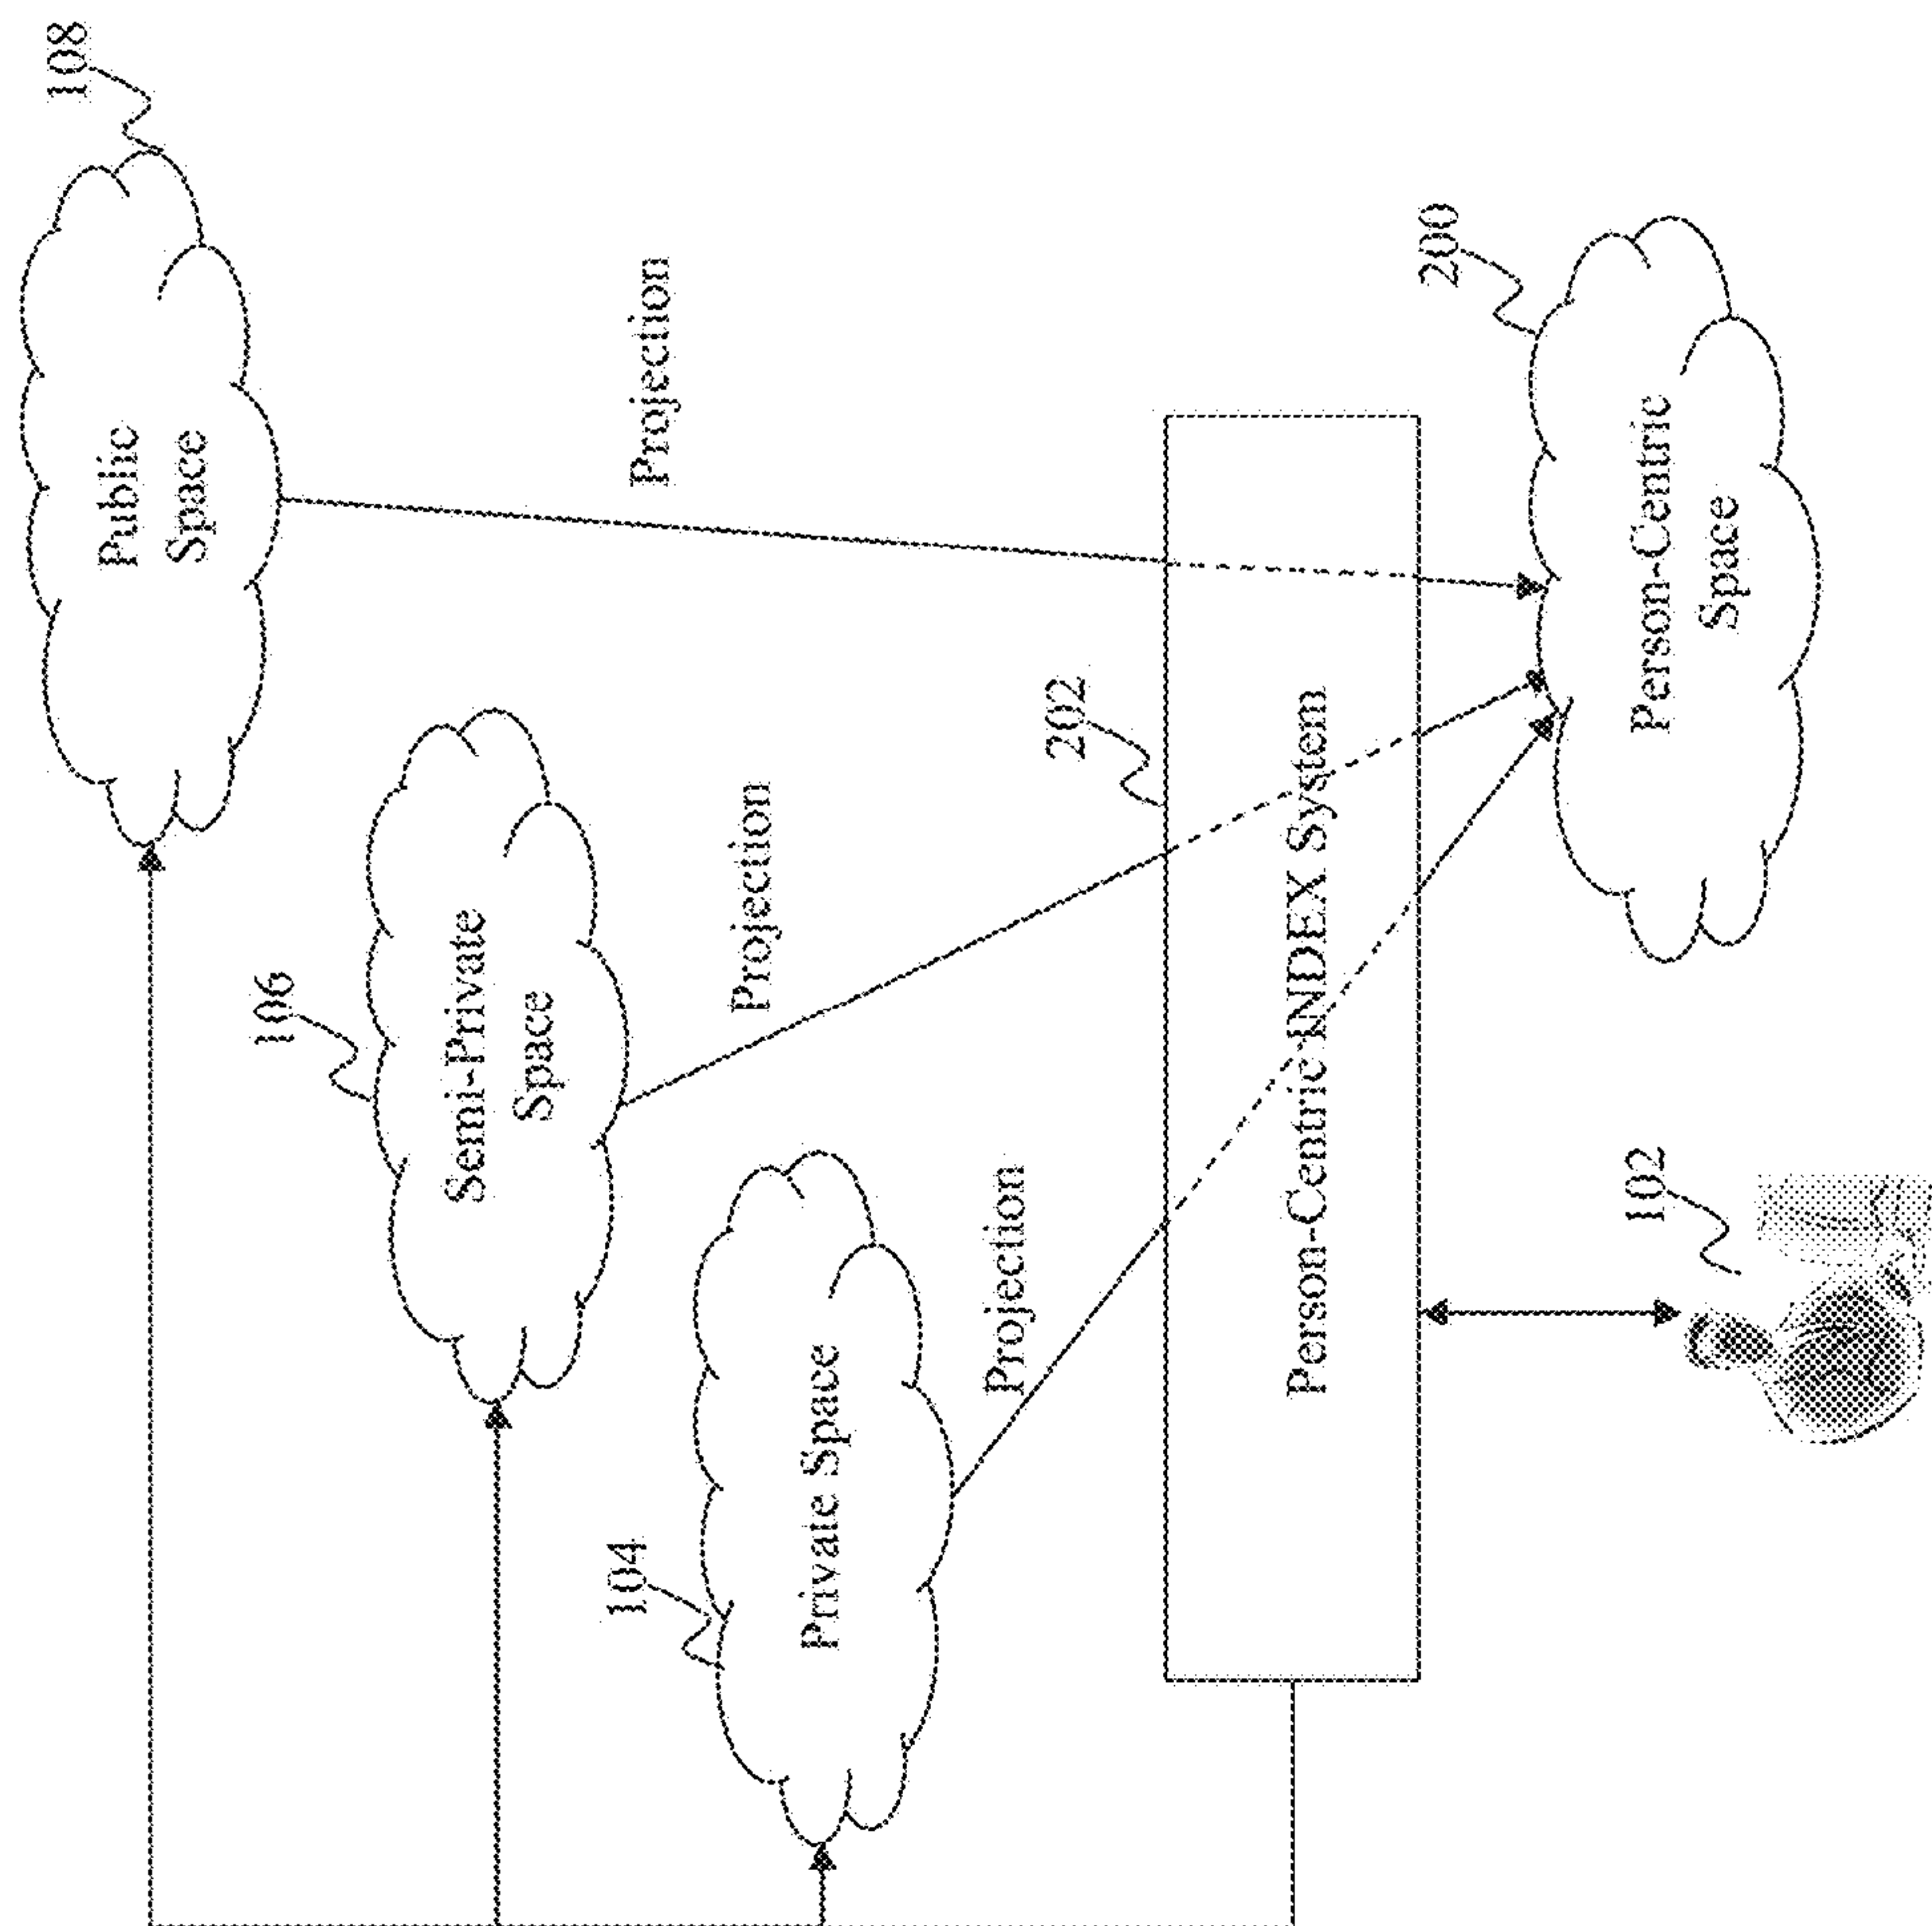 108
Public
Space
106
Semi-Private
Space
Projection
104
Private Space
Projection
Projection
202
Person-Centric INDEX System
200
Person-Centric
Space
102